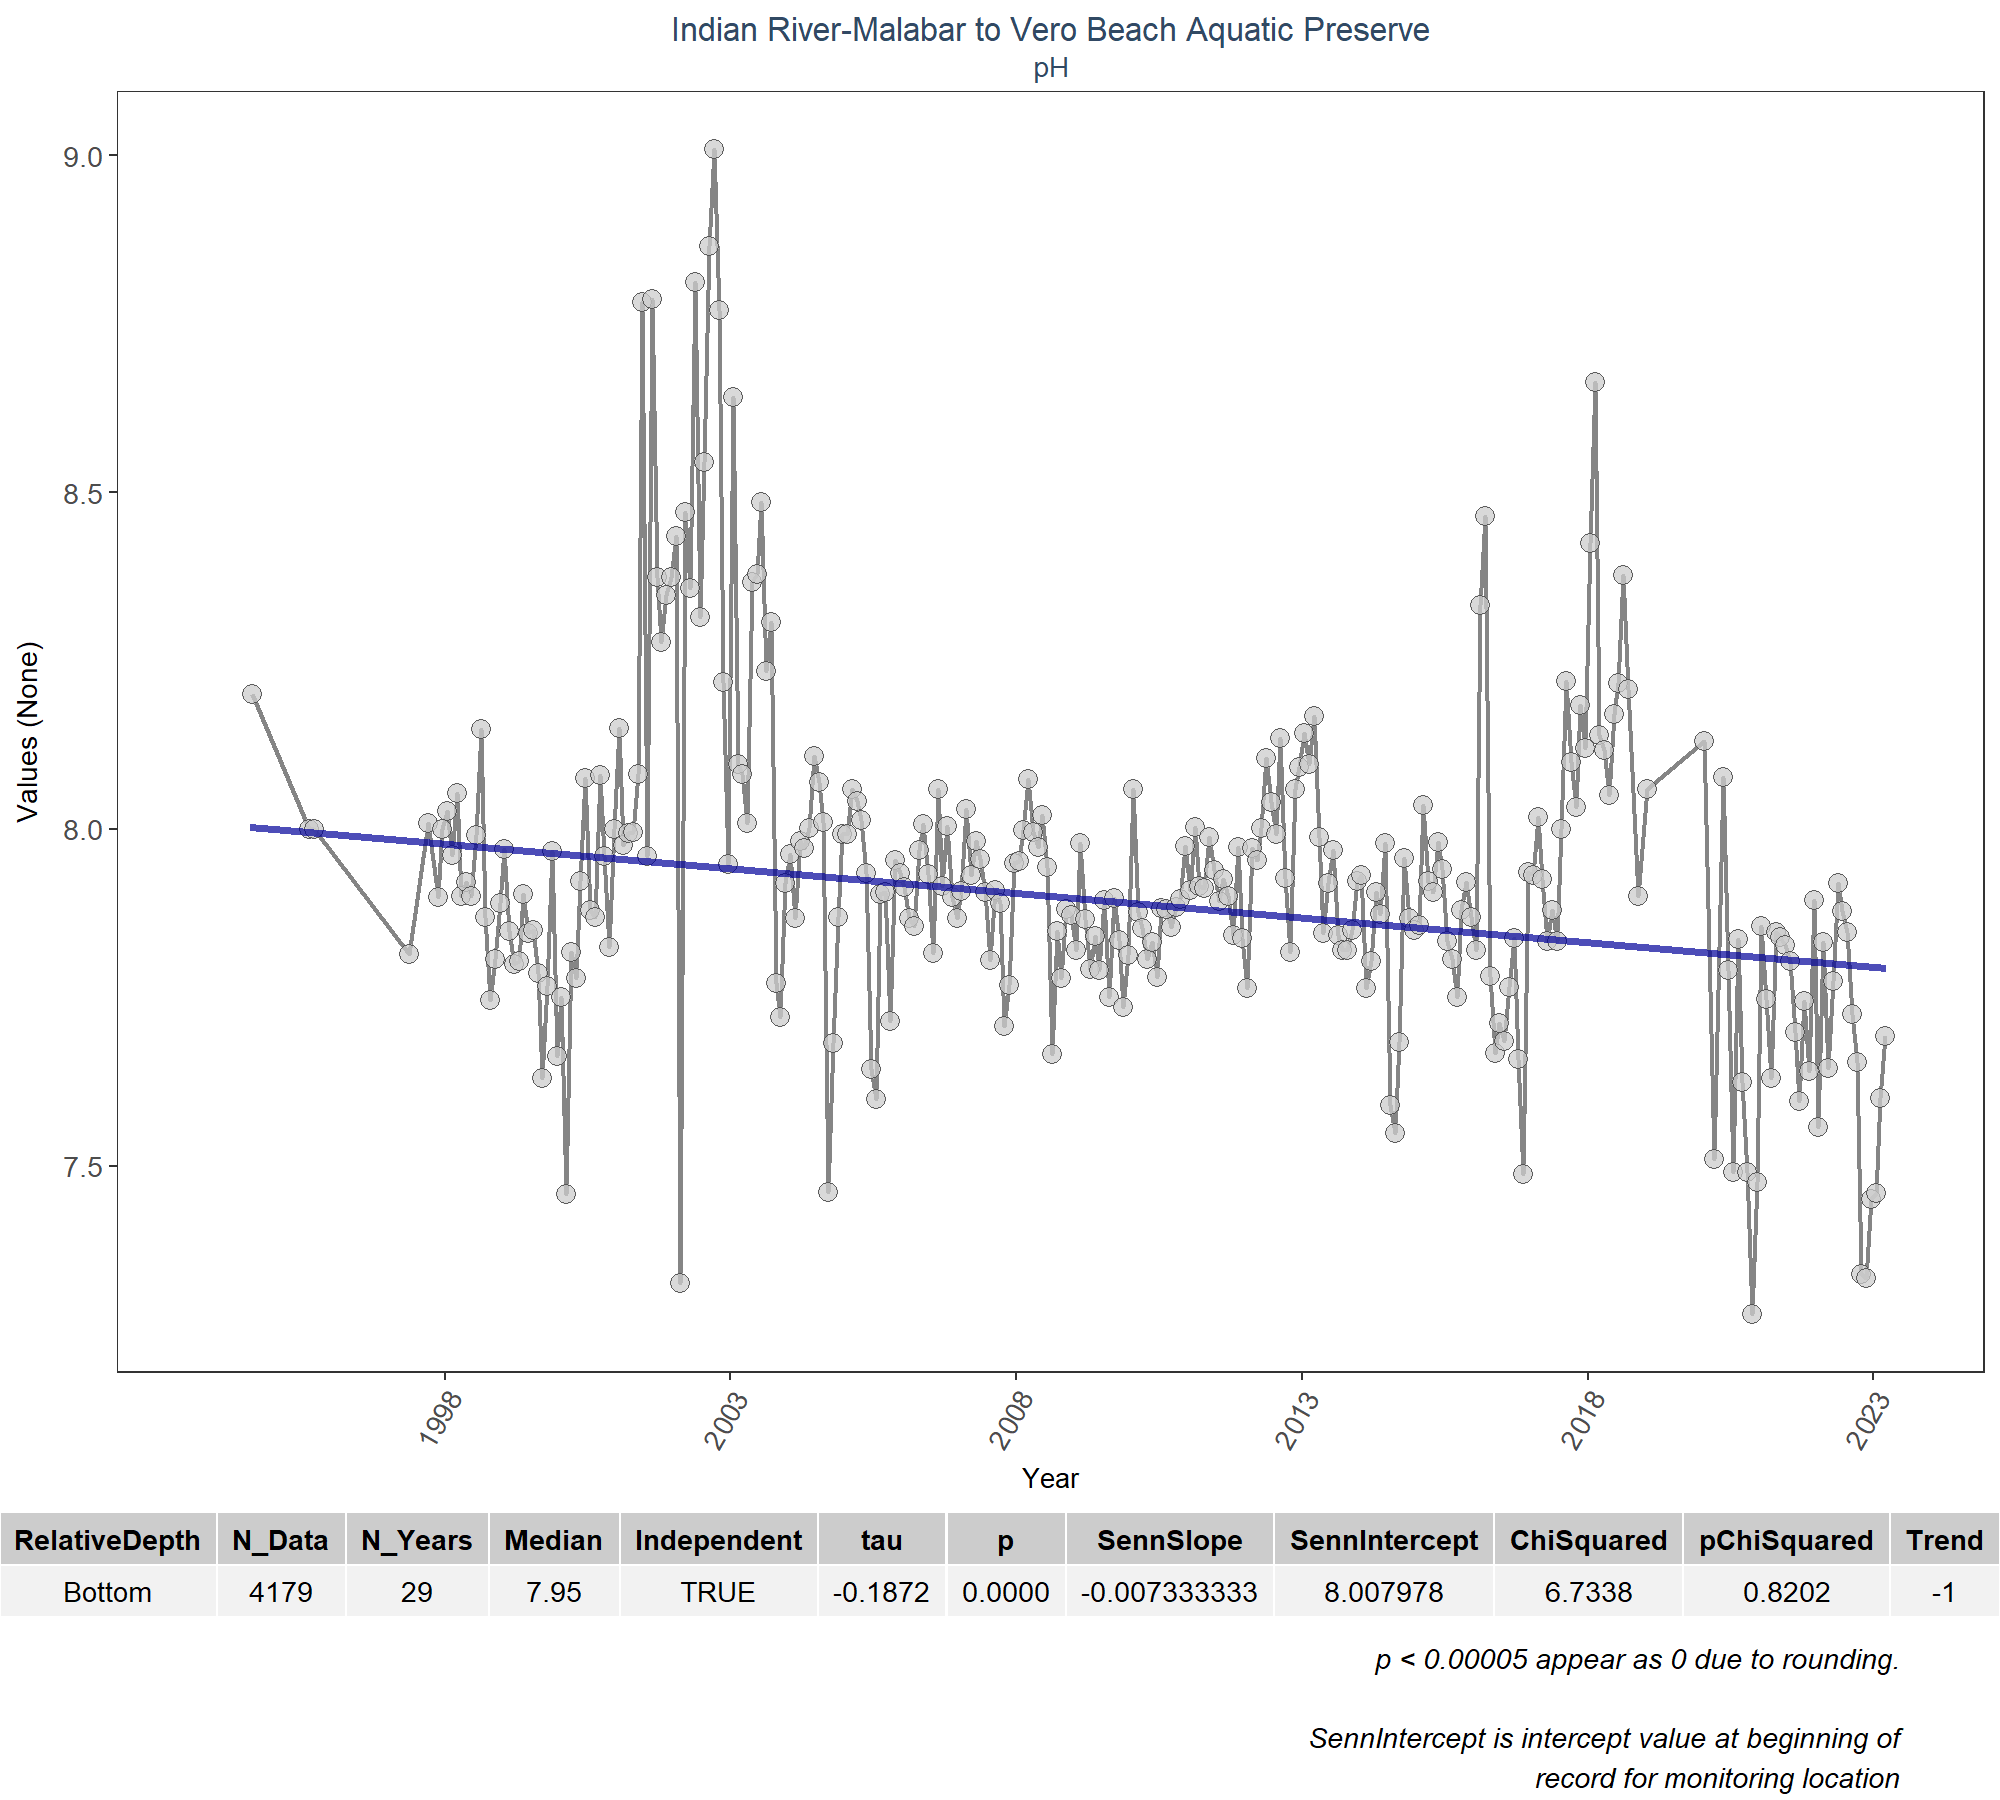 Indian River-Malabar to Vero Beach Aquatic Preserve
pH
9.0
8.5
8.0
7.5
Values (None)
1998
2003
2008
2013
2018
2023
Year
RelativeDepth N_Data N_Years Median Independent tau p SennSlope SennIntercept ChiSquared pChiSquared Trend
Bottom 4179 29 7.95 TRUE -0.1872 0.0000 -0.007333333 8.007978 6.7338 0.8202 -1
p < 0.00005 appear as 0 due to rounding.
SennIntercept is intercept value at beginning of
record for monitoring location